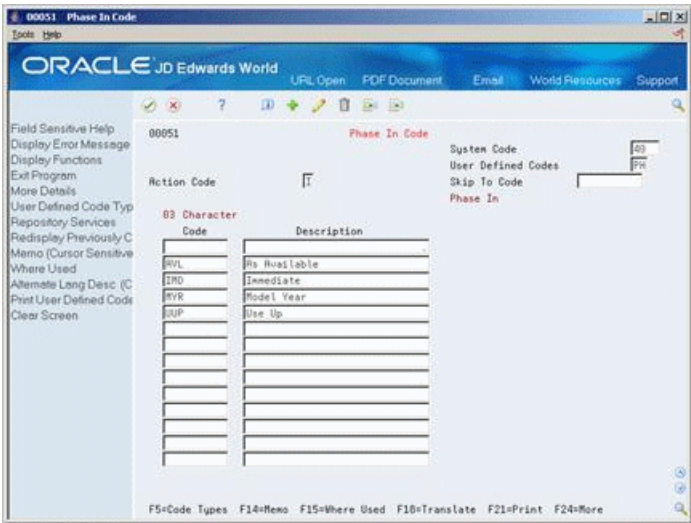 00051 Phase In Code
Tools Help
ORACLE JD Edwards World
URL Open PDF Document Email World Resources Support
Field Sensitive Help
Display Error Message
Display Functions
Exit Program
More Details
User Defined Code Typ
Repository Services
Redisplay Previously C
Memo (Cursor Sensitive
Where Used
Alternate Lang Desc (C
Print User Defined Code
Clear Screen
00051 Phase In Code
System Code 40
User Defined Codes PH
Action Code I Skip To Code
Phase In
03 Character
Code Description
.
AVL As Available
IMD Immediate
MYR Model Year
UUP Use Up
F5=Code Types F14=Memo F15=Where Used F18=Translate F21=Print F24=More